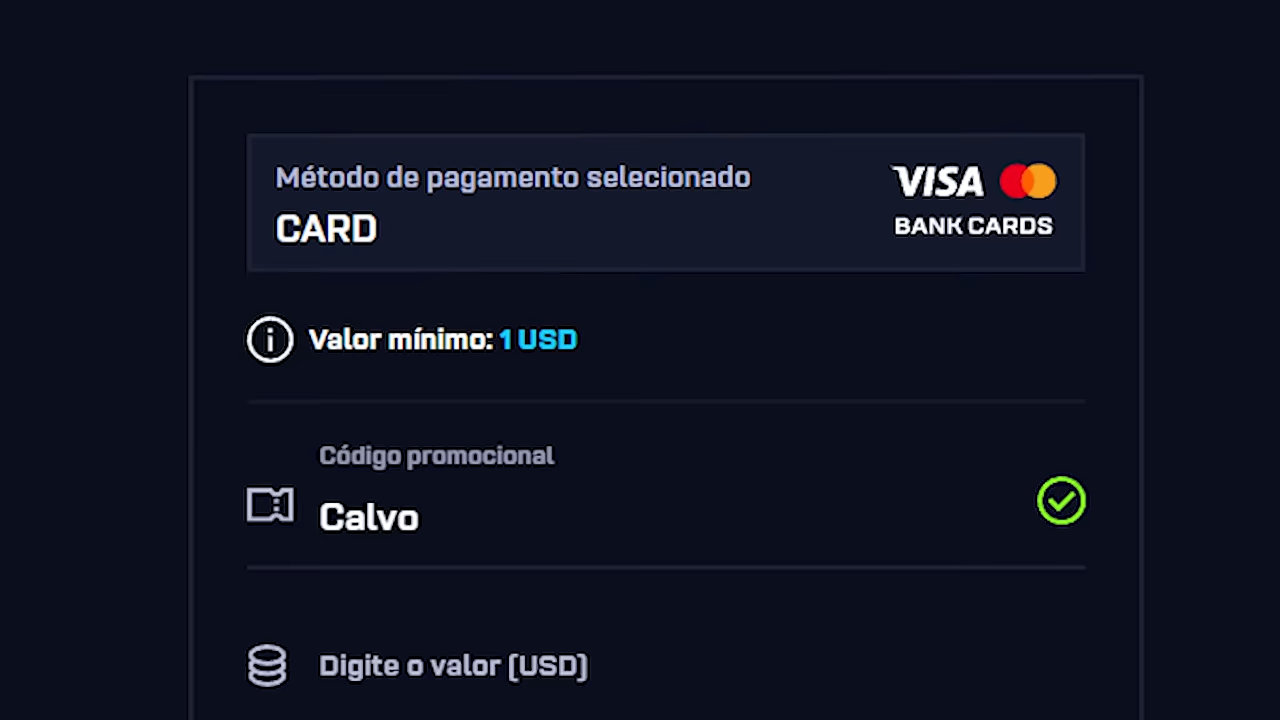 Método de pagamento selecionado
CARD
VISA
BANK CARDS
Valor mínimo: 1 USD
Código promocional
Calvo
Digite o valor (USD)